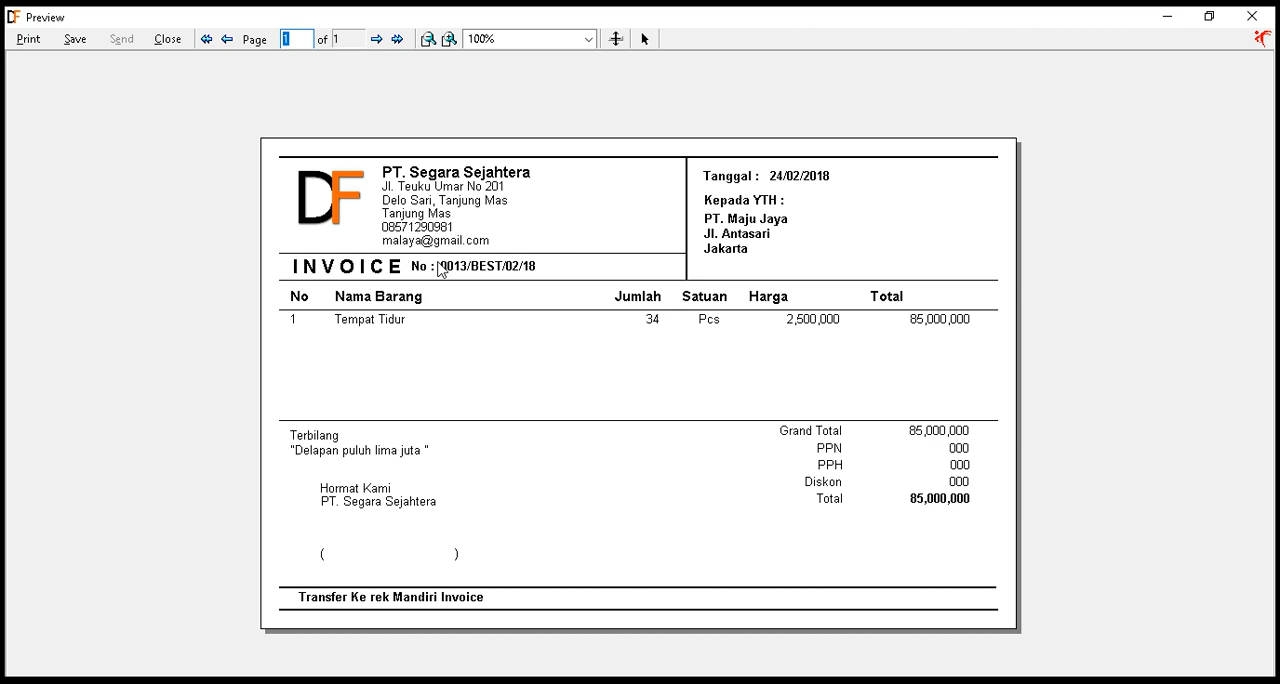 DF Preview
Print Save Send Close Page 1 of 1 100%
DF
PT. Segara Sejahtera
Jl. Teuku Umar No 201
Delo Sari, Tanjung Mas
Tanjung Mas
08571290981
malaya@gmail.com
Tanggal : 24/02/2018
Kepada YTH :
PT. Maju Jaya
Jl. Antasari
Jakarta
INVOICE No : 0013/BEST/02/18
No Nama Barang Jumlah Satuan Harga Total
1 Tempat Tidur 34 Pcs 2,500,000 85,000,000
Terbilang
"Delapan puluh lima juta "
Hormat Kami
PT. Segara Sejahtera
( )
Grand Total 85,000,000
PPN 000
PPH 000
Diskon 000
Total 85,000,000
Transfer Ke rek Mandiri Invoice